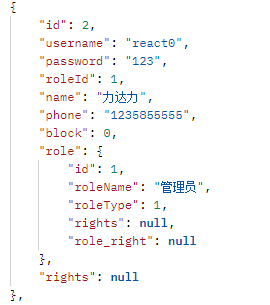 {
"id": 2,
"username": "react0",
"password": "123",
"roleId": 1,
"name": "力达力",
"phone": "1235855555",
"block": 0,
"role": {
"id": 1,
"roleName": "管理员",
"roleType": 1,
"rights": null,
"role_right": null
},
"rights": null
},